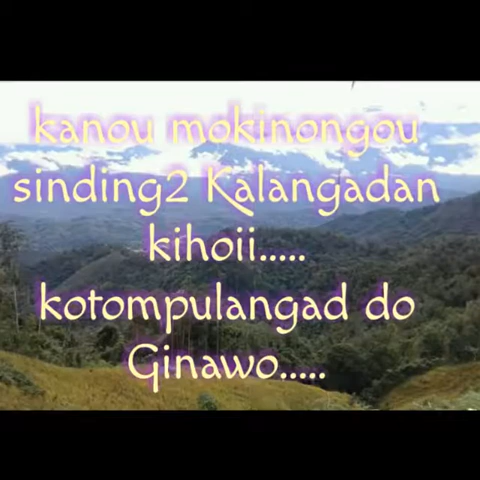 kanou mokinongou
sinding2 Kalangadan
kihoii.....
kotompulangad do
Ginawo.....